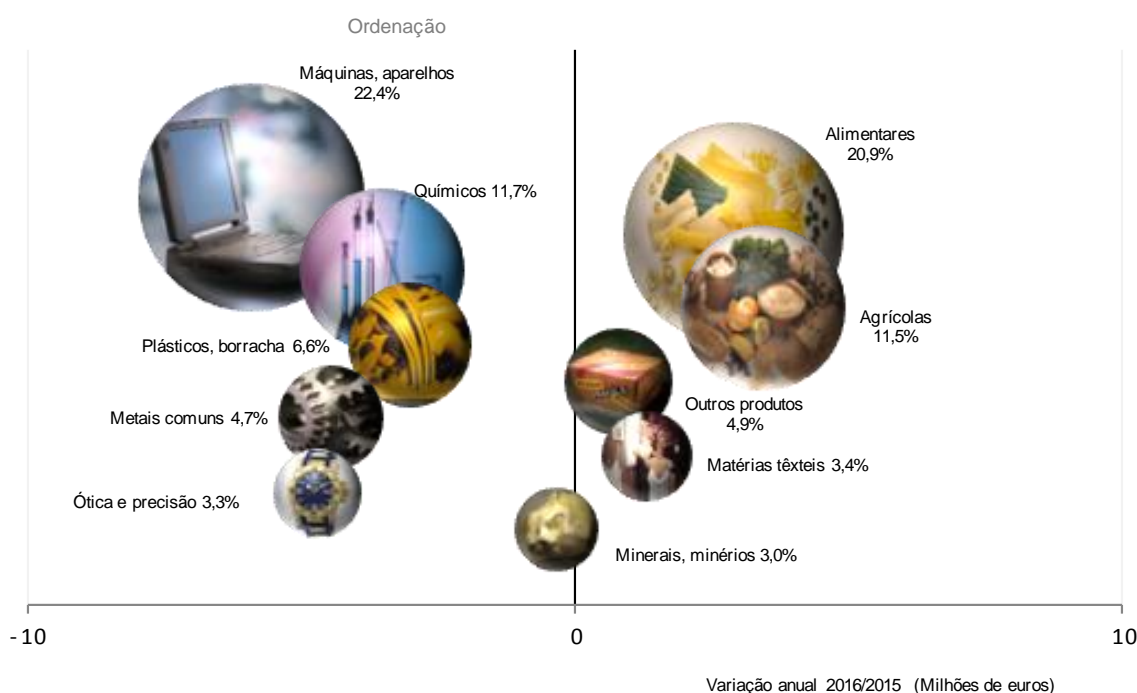 Ordenação
Máquinas, aparelhos
22,4%
Alimentares
20,9%
Químicos 11,7%
Agrícolas
11,5%
Plásticos, borracha 6,6%
Outros produtos
4,9%
Metais comuns 4,7%
Matérias têxteis 3,4%
Ótica e precisão 3,3%
Minerais, minérios 3,0%
-10
0
10
Variação anual 2016/2015 (Milhões de euros)